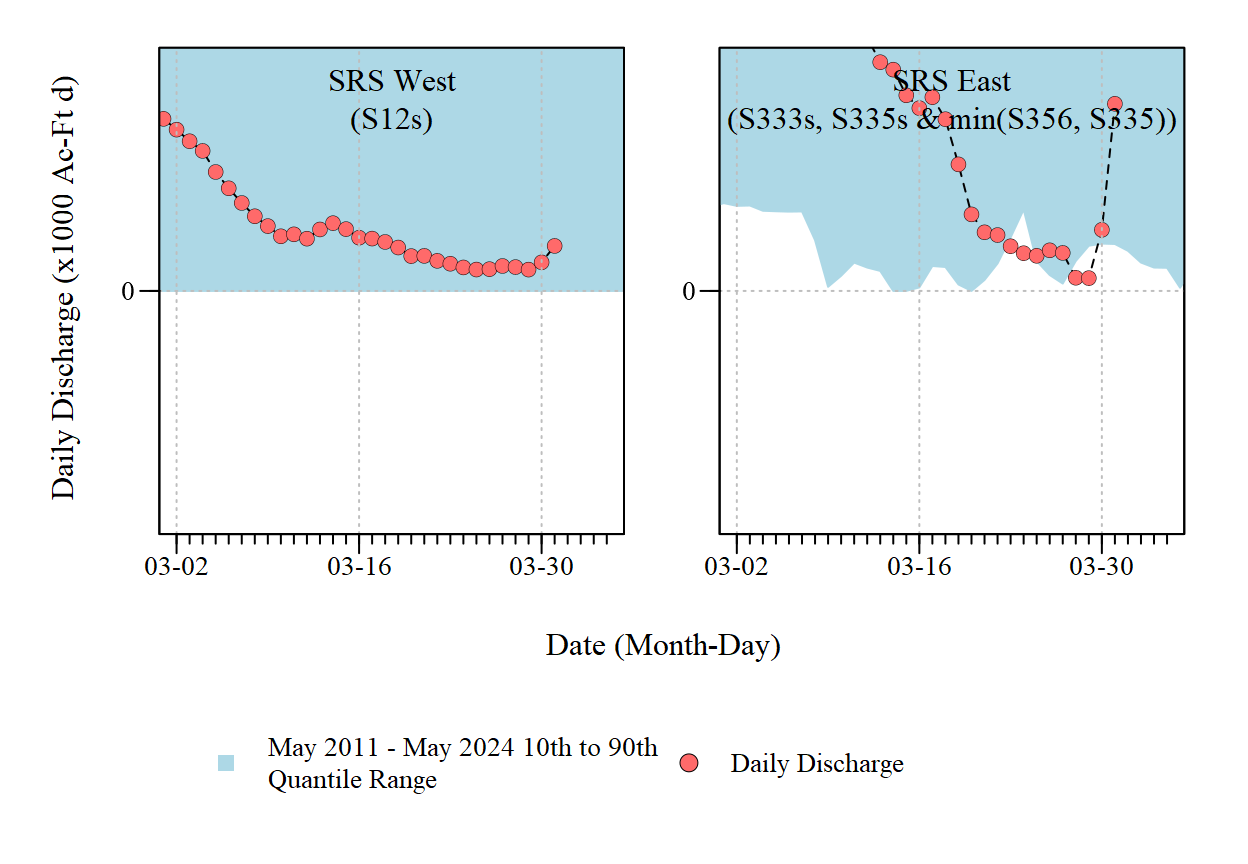 SRS West
(S12s)
SRS East
(S333s, S335s & min(S356, S335))
Daily Discharge (x1000 Ac-Ft d)
0
0
03-02
03-16
03-30
03-02
03-16
03-30
Date (Month-Day)
May 2011 - May 2024 10th to 90th
Quantile Range
Daily Discharge